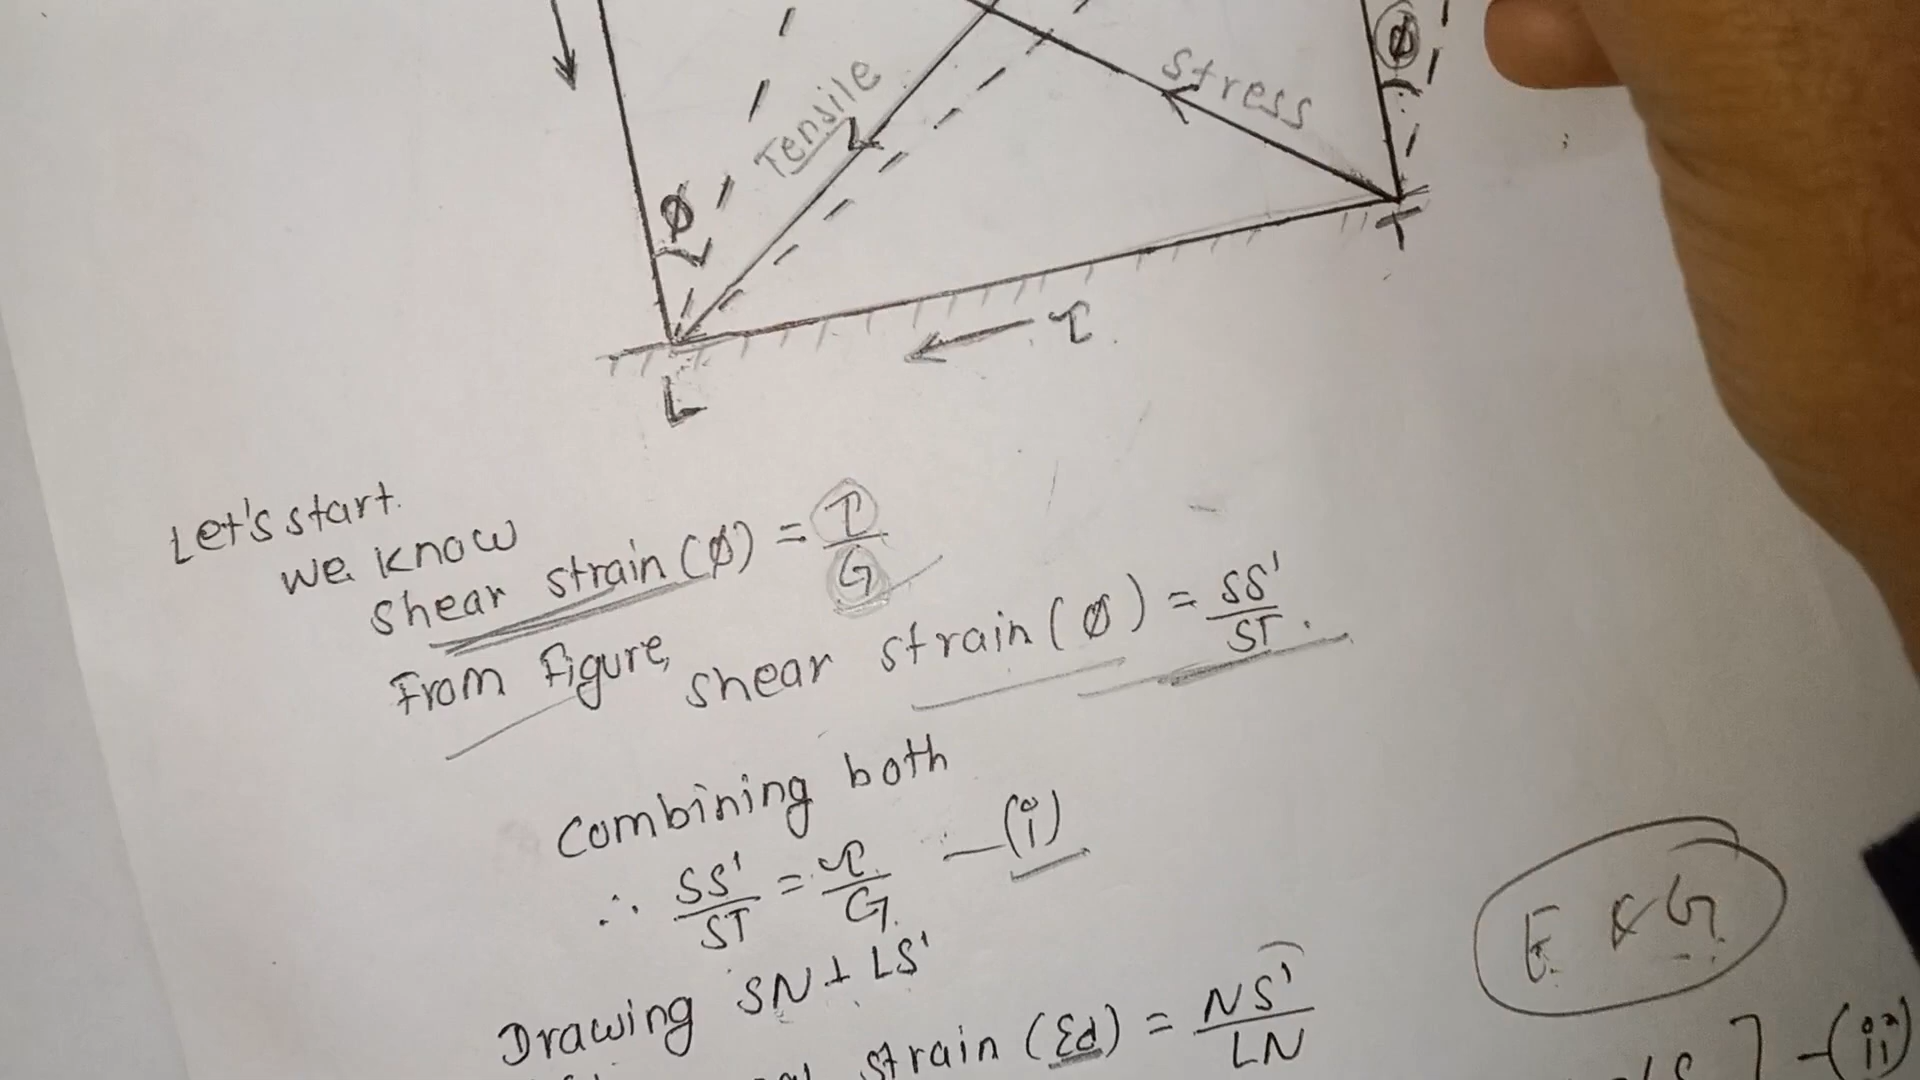 Ø
stress
Tensile
Ø
T
τ
L
Let's start.
we know
shear strain (Ø) = τ/G
From figure, shear strain (Ø) = SS'/ST.
Combining both
∴ SS'/ST = τ/G. —(i)
E & G
Drawing SN ⊥ LS'
strain (Ed) = NS'/LN
] —(ii)